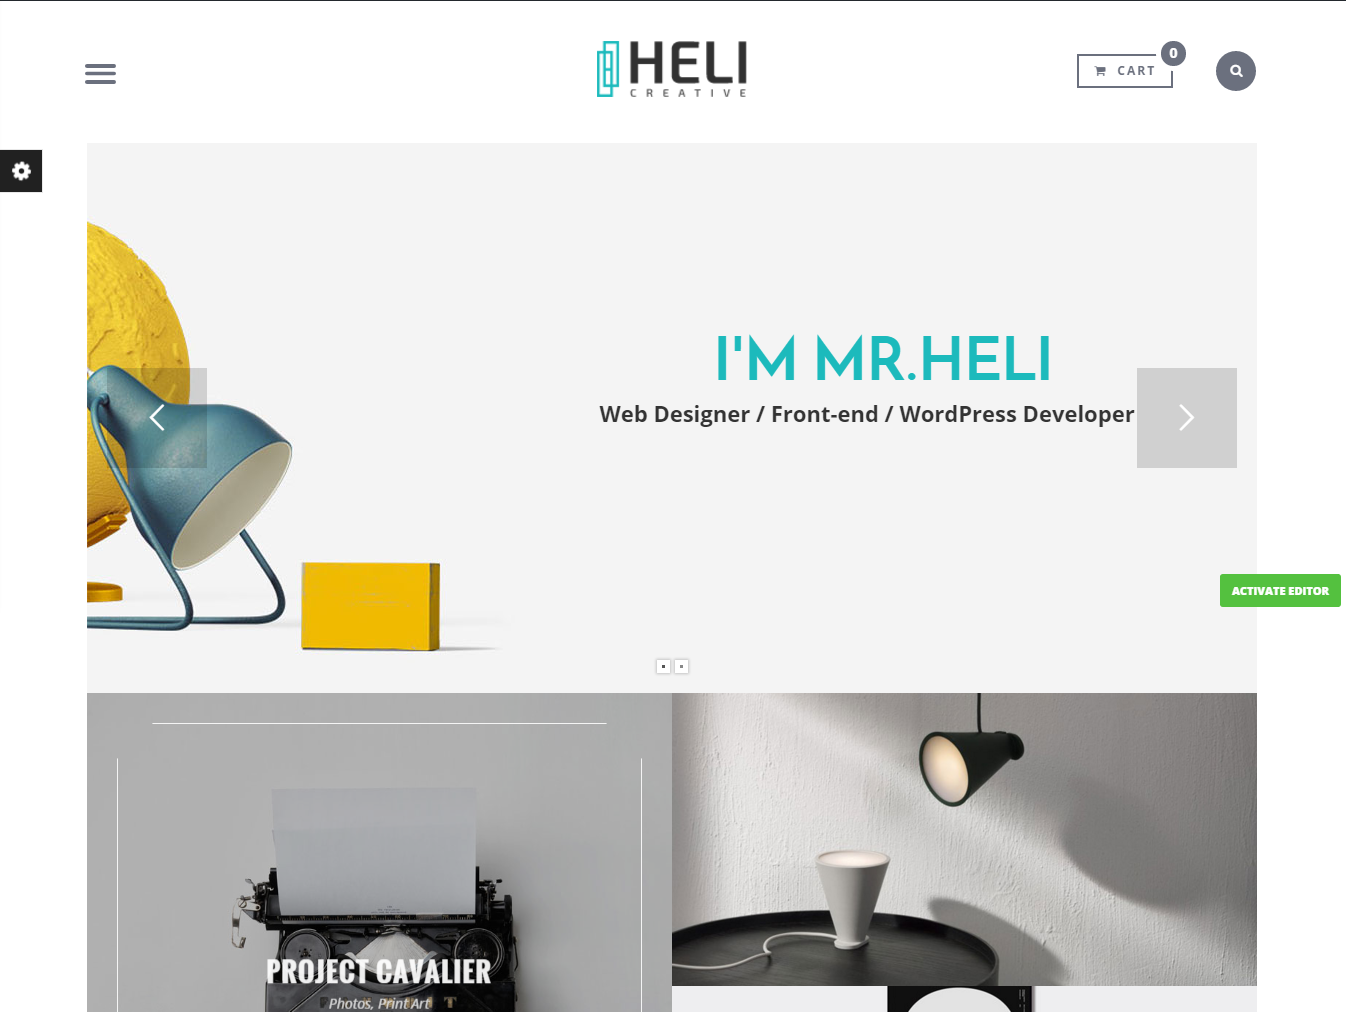 HELI
CREATIVE
CART
0
I'M MR.HELI
Web Designer / Front-end / WordPress Developer
ACTIVATE EDITOR
PROJECT CAVALIER
Photos, Print Art